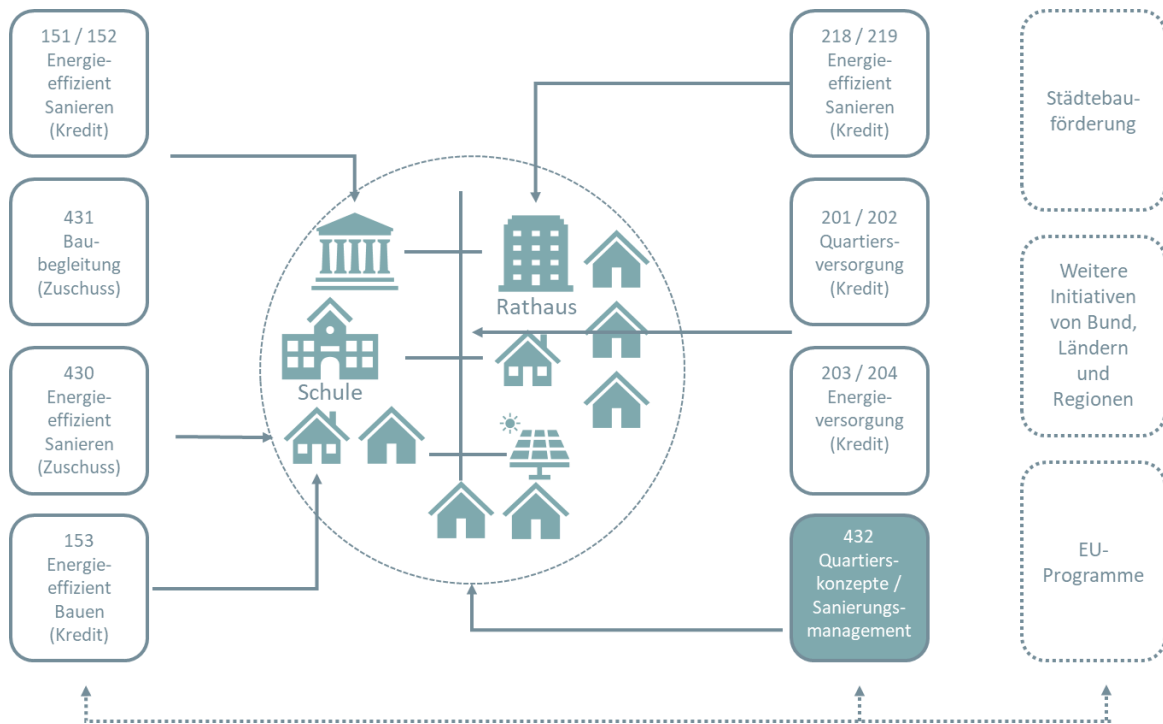 151 / 152
Energie-
effizient
Sanieren
(Kredit)
431
Bau-
begleitung
(Zuschuss)
430
Energie-
effizient
Sanieren
(Zuschuss)
153
Energie-
effizient
Bauen
(Kredit)
Rathaus
Schule
218 / 219
Energie-
effizient
Sanieren
(Kredit)
201 / 202
Quartiers-
versorgung
(Kredit)
203 / 204
Energie-
versorgung
(Kredit)
432
Quartiers-
konzepte /
Sanierungs-
management
Städtebau-
förderung
Weitere
Initiativen
von Bund,
Ländern
und
Regionen
EU-
Programme